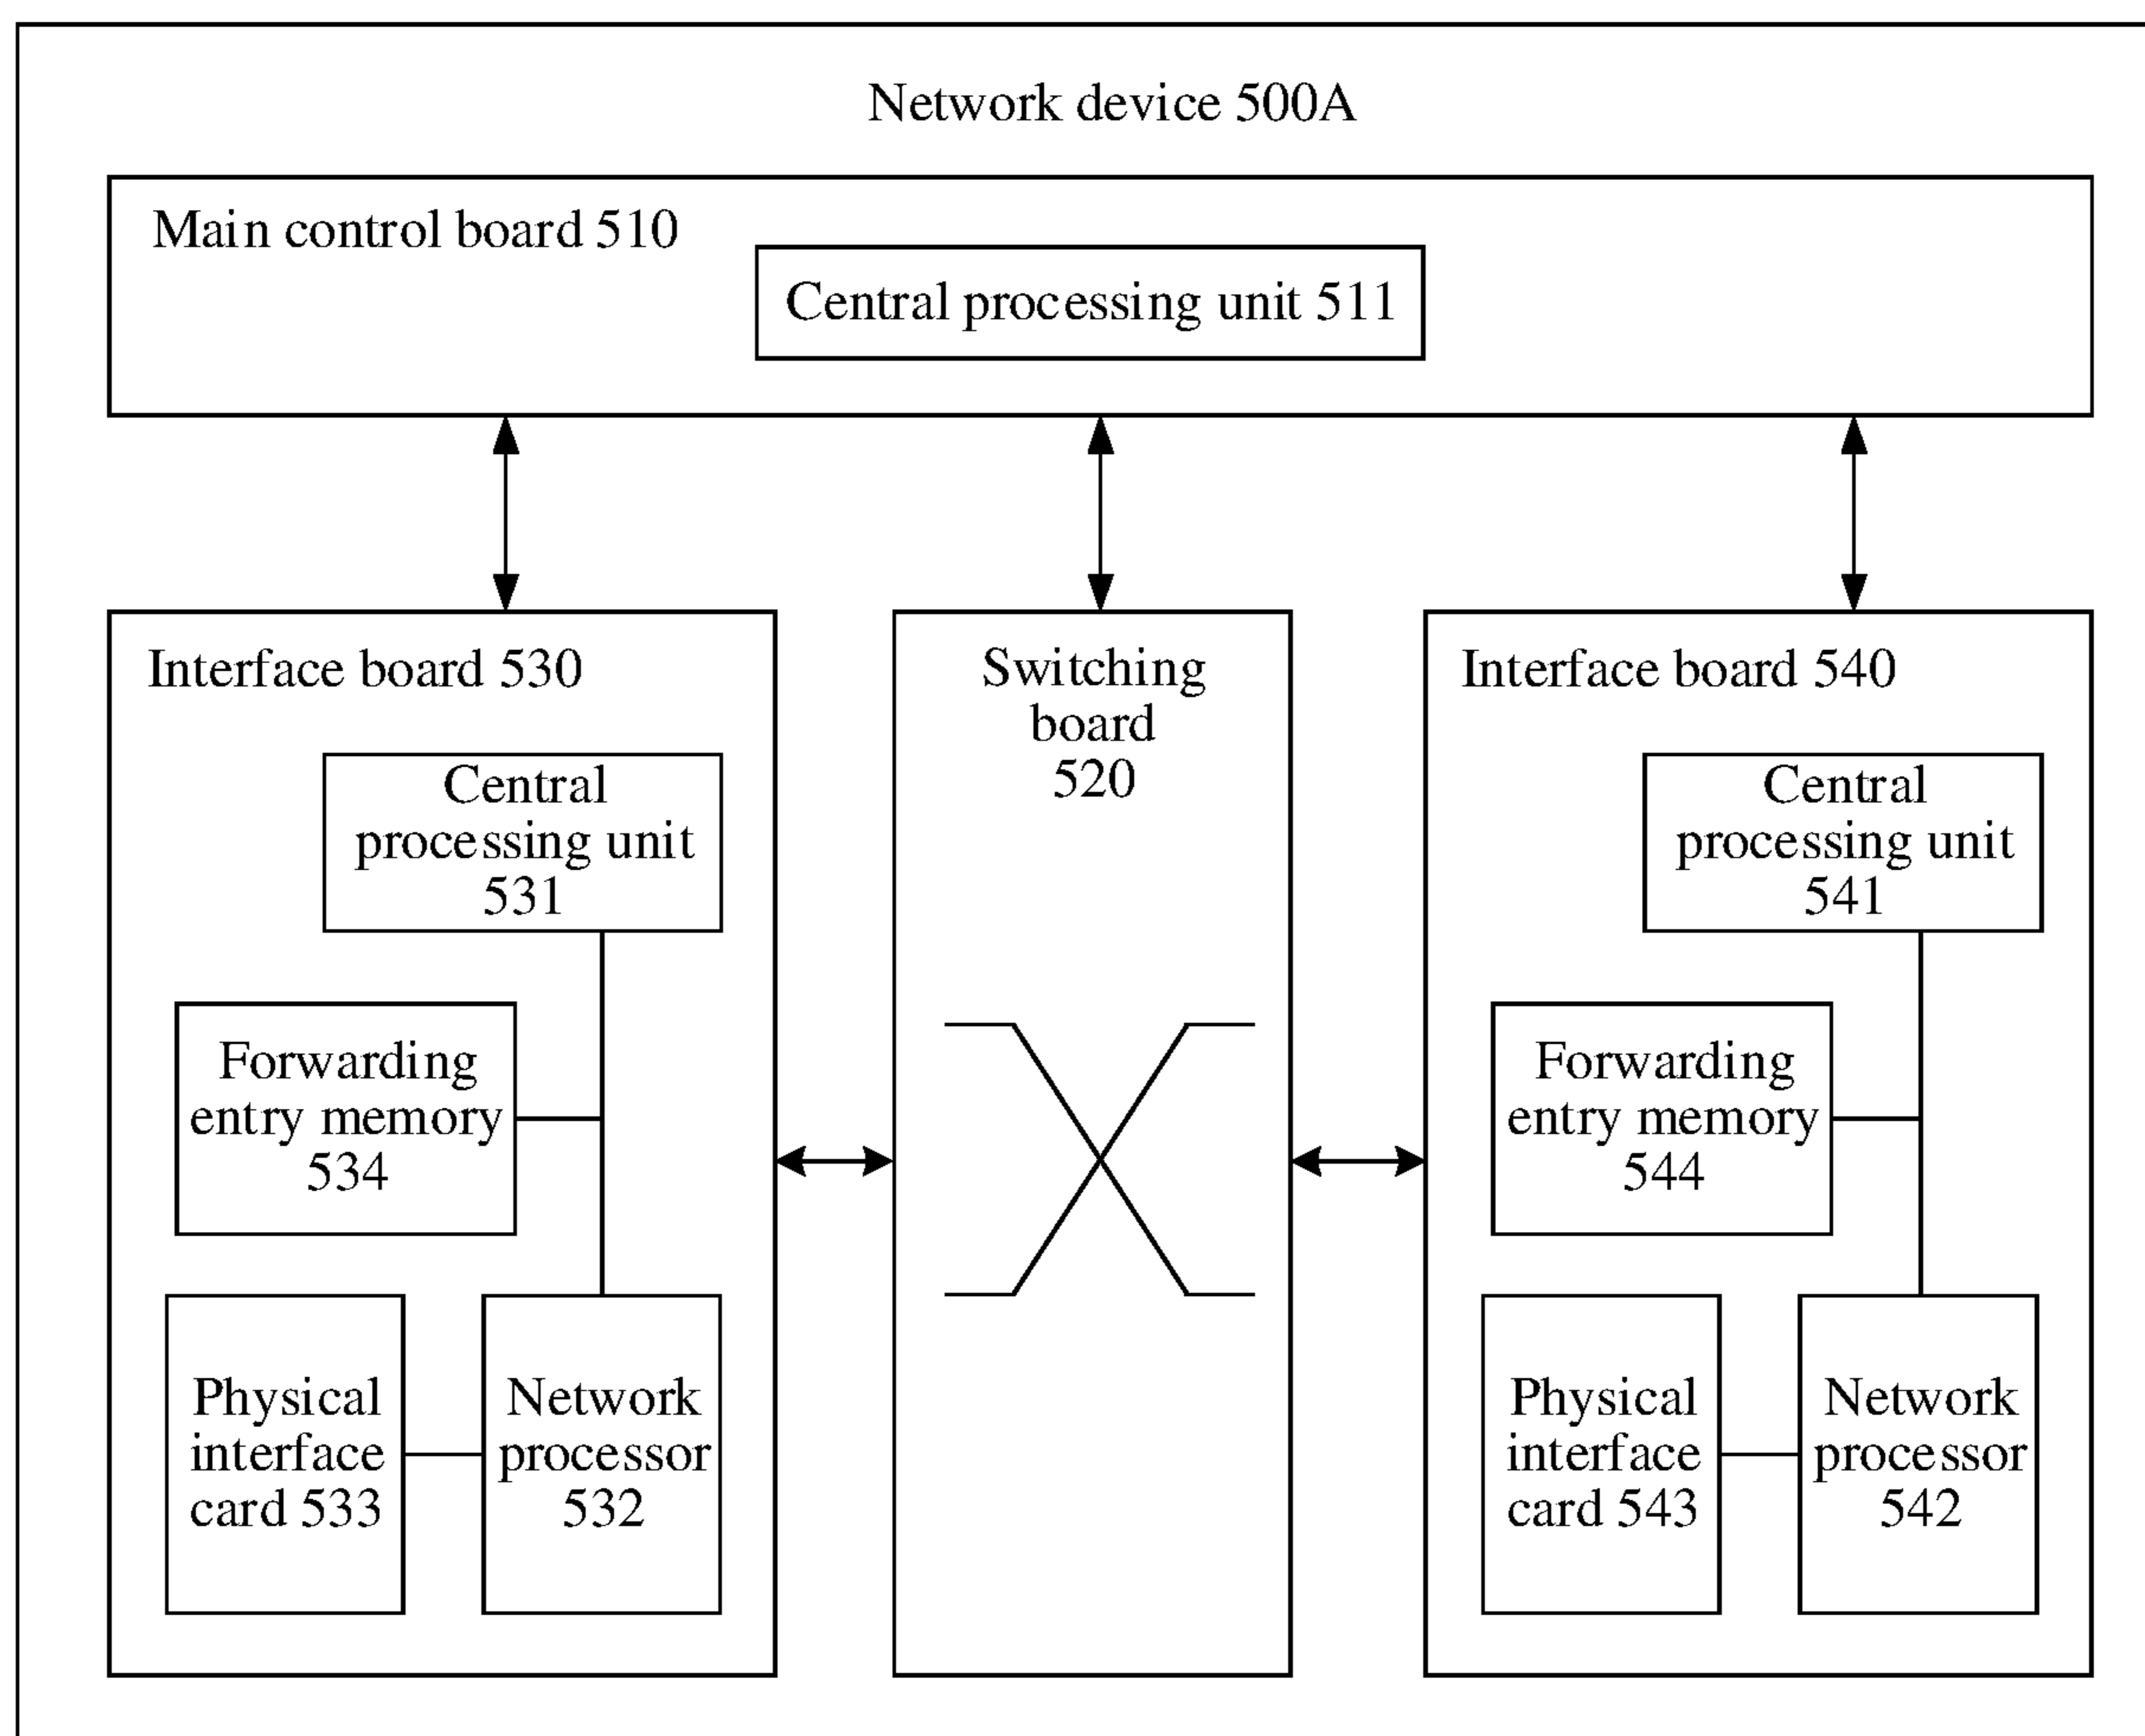 Network device 500A
Main control board 510
Central processing unit 511
Interface board 530
Central
processing unit
531
Forwarding
entry memory
534
Physical
interface
card 533
Network
processor
532
Switching
board
520
Interface board 540
Central
processing unit
541
Forwarding
entry memory
544
Physical
interface
card 543
Network
processor
542